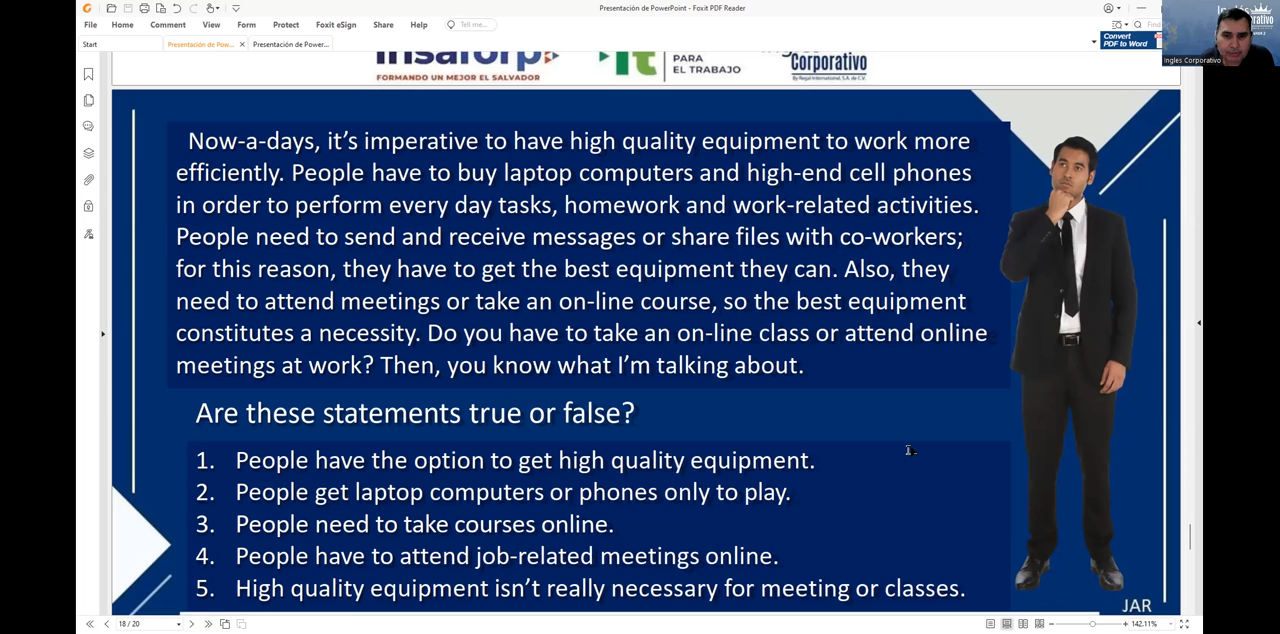 Presentación de PowerPoint - Foxit PDF Reader
File Home Comment View Form Protect Foxit eSign Share Help Tell me... Find
Start Presentación de Pow... Presentación de Power... Convert PDF to Word
Ingles Corporativo
insaforp
FORMANDO UN MEJOR EL SALVADOR
PARA
EL TRABAJO
Corporativo
By Regal International, S.A. de C.V.
Now-a-days, it's imperative to have high quality equipment to work more
efficiently. People have to buy laptop computers and high-end cell phones
in order to perform every day tasks, homework and work-related activities.
People need to send and receive messages or share files with co-workers;
for this reason, they have to get the best equipment they can. Also, they
need to attend meetings or take an on-line course, so the best equipment
constitutes a necessity. Do you have to take an on-line class or attend online
meetings at work? Then, you know what I'm talking about.
Are these statements true or false?
1. People have the option to get high quality equipment.
2. People get laptop computers or phones only to play.
3. People need to take courses online.
4. People have to attend job-related meetings online.
5. High quality equipment isn't really necessary for meeting or classes.
JAR
18 / 20 142.11%